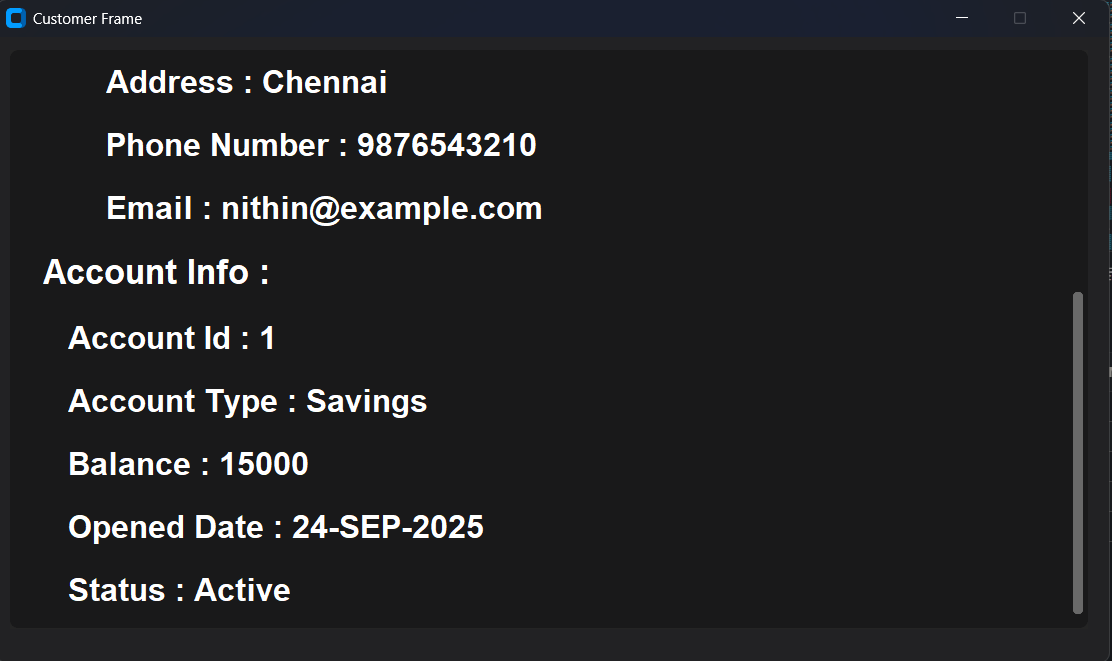 Customer Frame
Address : Chennai
Phone Number : 9876543210
Email : nithin@example.com
Account Info :
Account Id : 1
Account Type : Savings
Balance : 15000
Opened Date : 24-SEP-2025
Status : Active